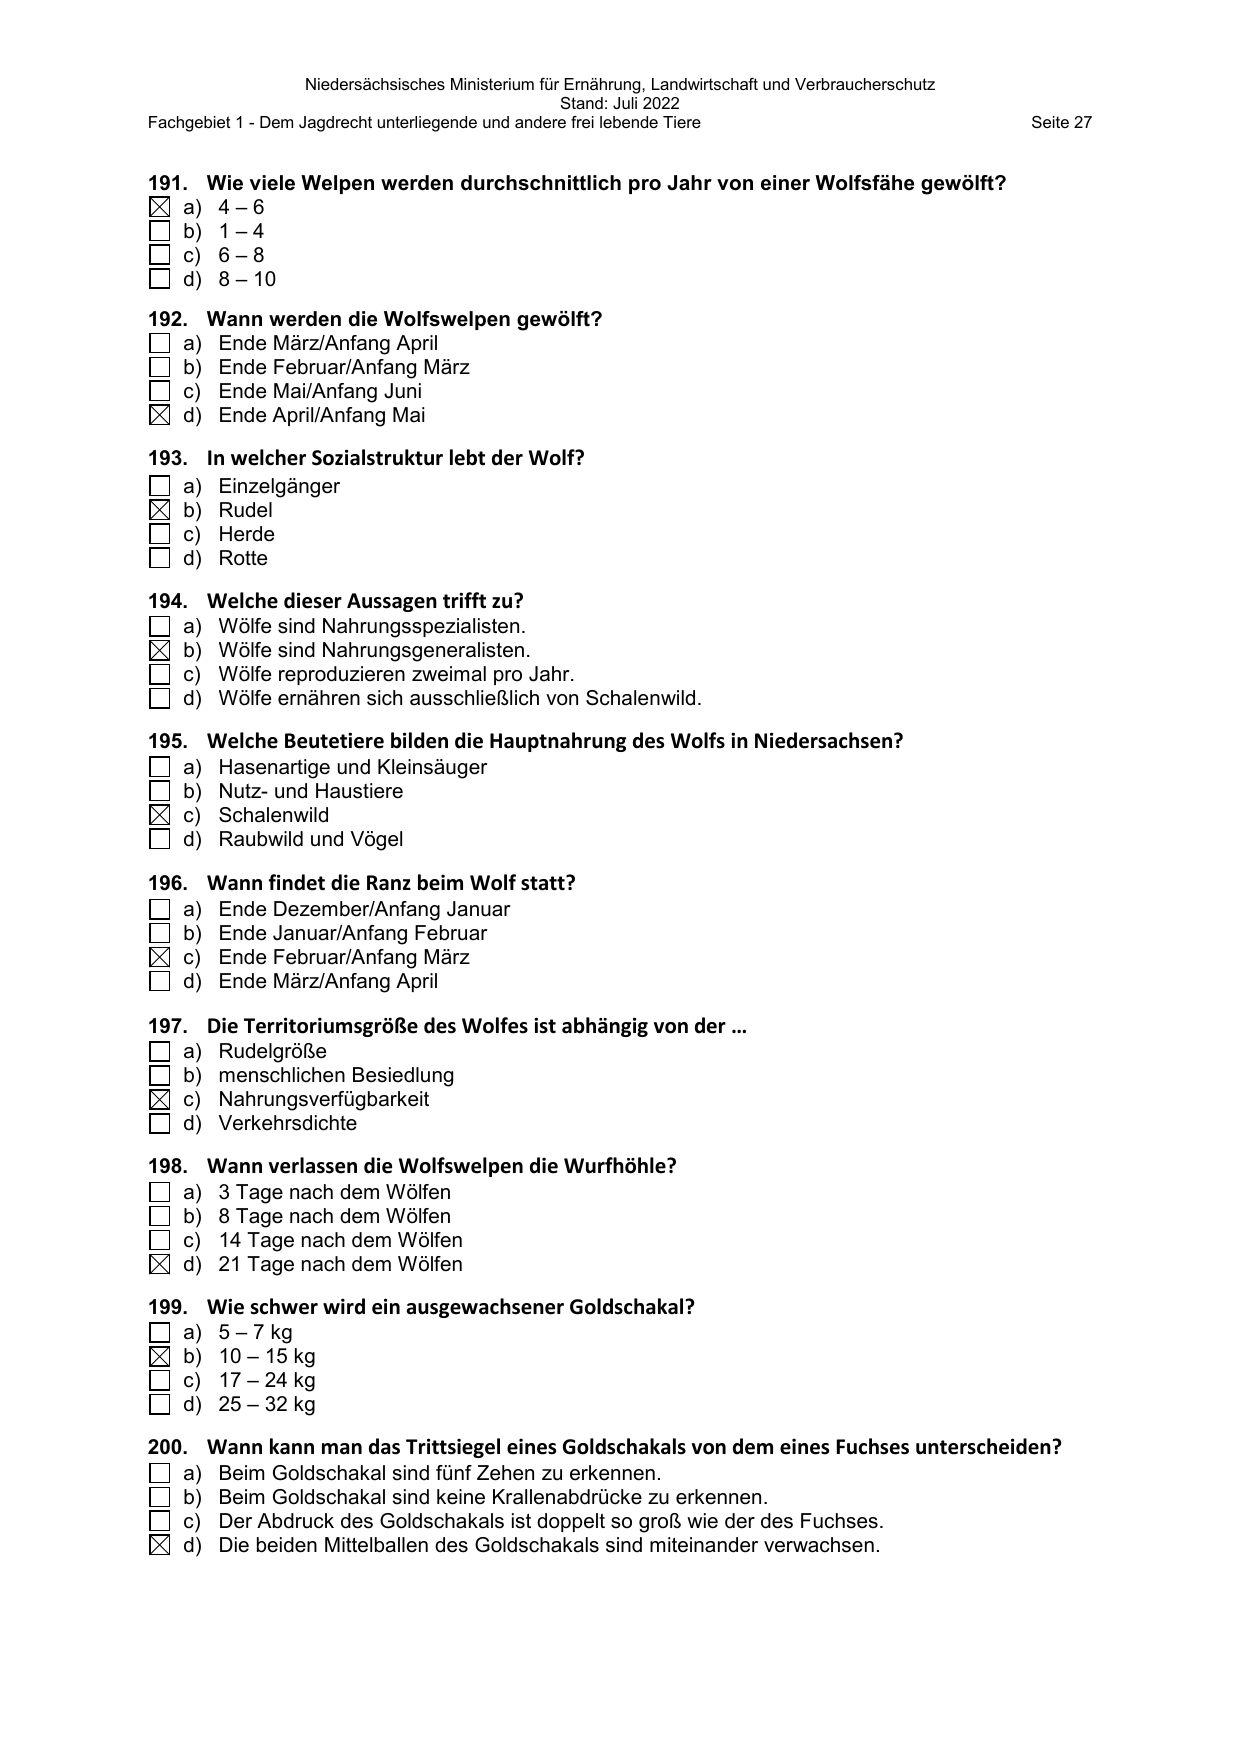 Niedersächsisches Ministerium für Ernährung, Landwirtschaft und Verbraucherschutz
Stand: Juli 2022
Fachgebiet 1 - Dem Jagdrecht unterliegende und andere frei lebende Tiere Seite 27
191. Wie viele Welpen werden durchschnittlich pro Jahr von einer Wolfsfähe gewölft?
☒ a) 4 – 6
☐ b) 1 – 4
☐ c) 6 – 8
☐ d) 8 – 10
192. Wann werden die Wolfswelpen gewölft?
☐ a) Ende März/Anfang April
☐ b) Ende Februar/Anfang März
☐ c) Ende Mai/Anfang Juni
☒ d) Ende April/Anfang Mai
193. In welcher Sozialstruktur lebt der Wolf?
☐ a) Einzelgänger
☒ b) Rudel
☐ c) Herde
☐ d) Rotte
194. Welche dieser Aussagen trifft zu?
☐ a) Wölfe sind Nahrungsspezialisten.
☒ b) Wölfe sind Nahrungsgeneralisten.
☐ c) Wölfe reproduzieren zweimal pro Jahr.
☐ d) Wölfe ernähren sich ausschließlich von Schalenwild.
195. Welche Beutetiere bilden die Hauptnahrung des Wolfs in Niedersachsen?
☐ a) Hasenartige und Kleinsäuger
☐ b) Nutz- und Haustiere
☒ c) Schalenwild
☐ d) Raubwild und Vögel
196. Wann findet die Ranz beim Wolf statt?
☐ a) Ende Dezember/Anfang Januar
☐ b) Ende Januar/Anfang Februar
☒ c) Ende Februar/Anfang März
☐ d) Ende März/Anfang April
197. Die Territoriumsgröße des Wolfes ist abhängig von der …
☐ a) Rudelgröße
☐ b) menschlichen Besiedlung
☒ c) Nahrungsverfügbarkeit
☐ d) Verkehrsdichte
198. Wann verlassen die Wolfswelpen die Wurfhöhle?
☐ a) 3 Tage nach dem Wölfen
☐ b) 8 Tage nach dem Wölfen
☐ c) 14 Tage nach dem Wölfen
☒ d) 21 Tage nach dem Wölfen
199. Wie schwer wird ein ausgewachsener Goldschakal?
☐ a) 5 – 7 kg
☒ b) 10 – 15 kg
☐ c) 17 – 24 kg
☐ d) 25 – 32 kg
200. Wann kann man das Trittsiegel eines Goldschakals von dem eines Fuchses unterscheiden?
☐ a) Beim Goldschakal sind fünf Zehen zu erkennen.
☐ b) Beim Goldschakal sind keine Krallenabdrücke zu erkennen.
☐ c) Der Abdruck des Goldschakals ist doppelt so groß wie der des Fuchses.
☒ d) Die beiden Mittelballen des Goldschakals sind miteinander verwachsen.